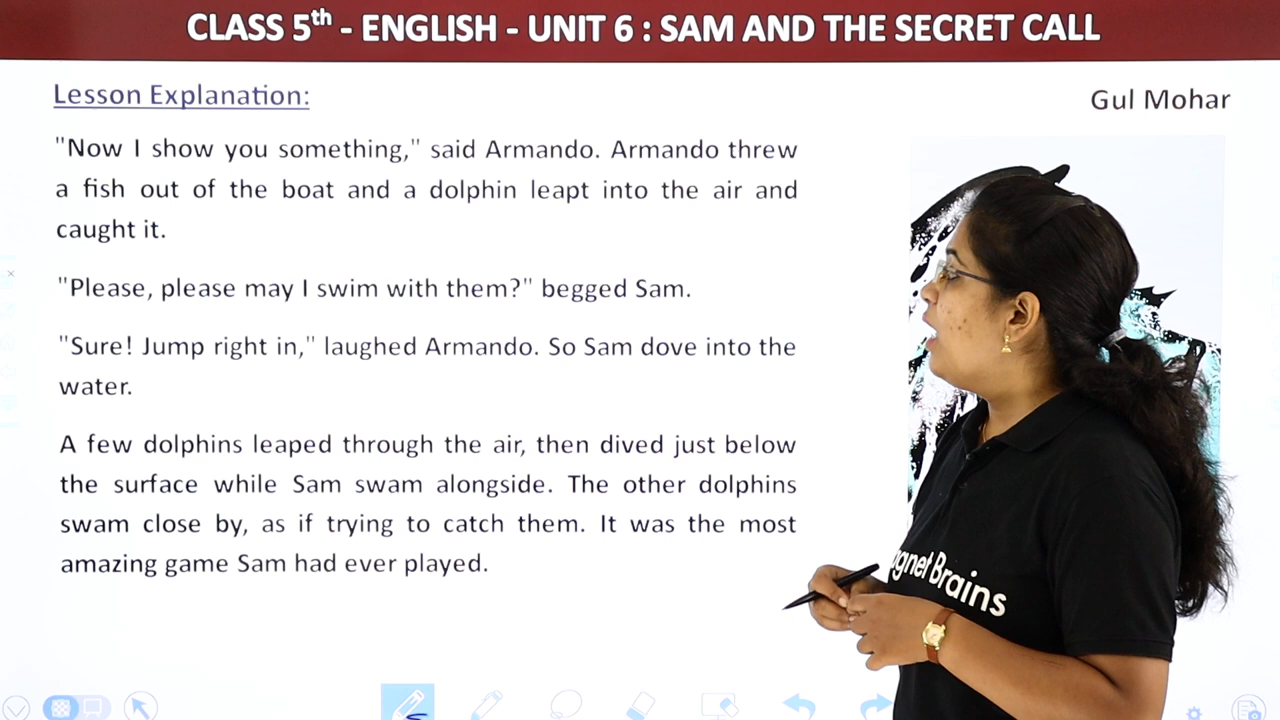 CLASS 5th - ENGLISH - UNIT 6 : SAM AND THE SECRET CALL
Lesson Explanation:
Gul Mohar
"Now I show you something," said Armando. Armando threw
a fish out of the boat and a dolphin leapt into the air and
caught it.
"Please, please may I swim with them?" begged Sam.
"Sure! Jump right in," laughed Armando. So Sam dove into the
water.
A few dolphins leaped through the air, then dived just below
the surface while Sam swam alongside. The other dolphins
swam close by, as if trying to catch them. It was the most
amazing game Sam had ever played.
gnet Brains